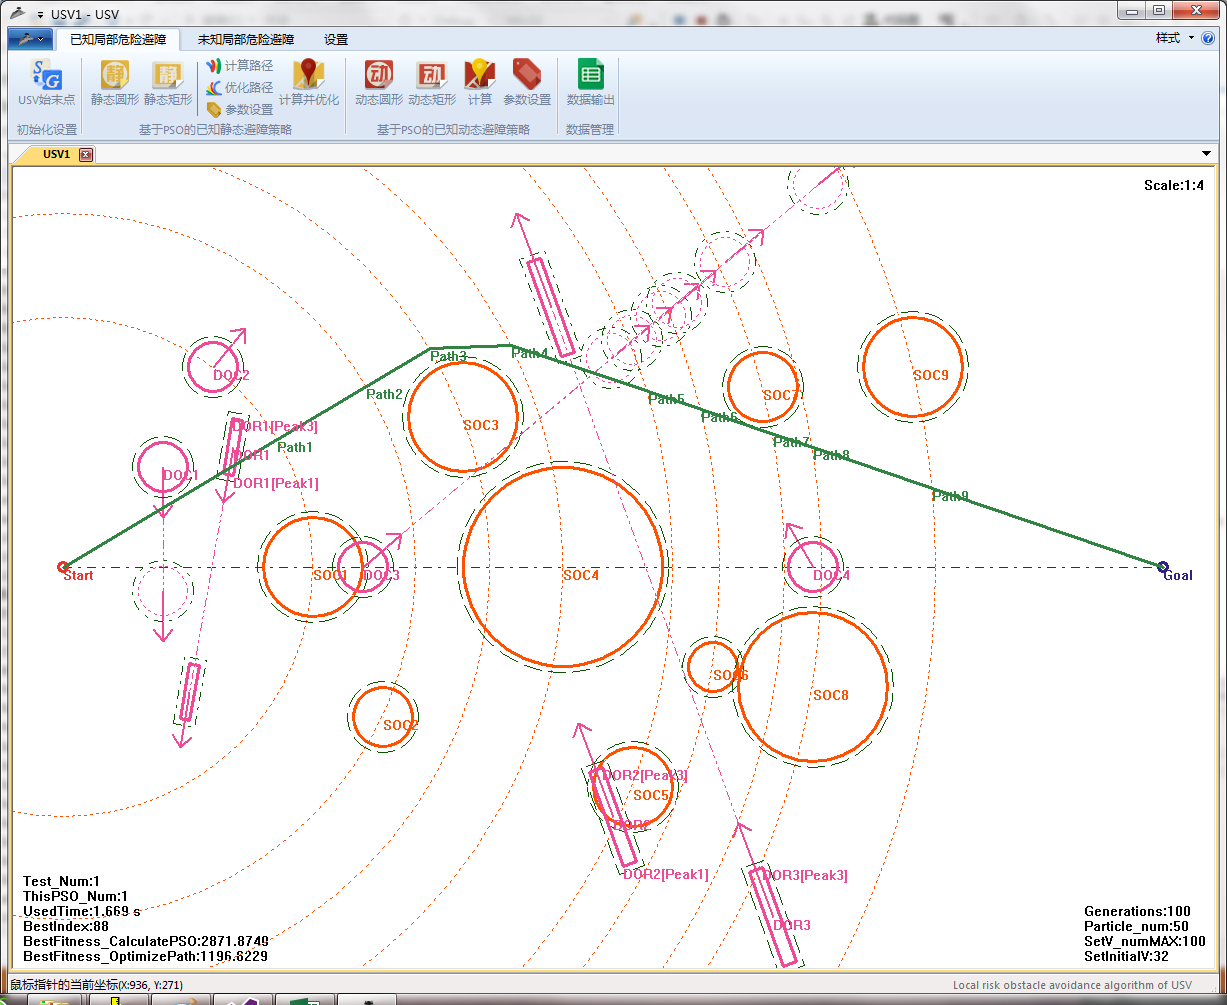 USV1 - USV
已知局部危险避障 未知局部危险避障 设置 样式
USV始末点 静态圆形 静态矩形 计算路径 优化路径 参数设置 计算并优化 动态圆形 动态矩形 计算 参数设置 数据输出
初始化设置 基于PSO的已知静态避障策略 基于PSO的已知动态避障策略 数据管理
USV1
Scale:1:4
Path3
Path4
DOC2
SOC9
Path2
SOC7
Path5
Path6
DOR1[Peak3]
SOC3
Path1
Path7
DOR1
Path8
DOC1
DOR1[Peak1]
Path9
Start
SOC1
DOC3
SOC4
DOC4
Goal
SOC6
SOC8
SOC2
DOR2[Peak3]
SOC5
DOR2
DOR2[Peak1]
DOR3[Peak3]
DOR3
Test_Num:1
ThisPSO_Num:1
UsedTime:1.669 s
BestIndex:88
BestFitness_CalculatePSO:2871.8749
BestFitness_OptimizePath:1196.6229
Generations:100
Particle_num:50
SetV_numMAX:100
SetInitialV:32
鼠标指针的当前坐标(X:936, Y:271)
Local risk obstacle avoidance algorithm of USV